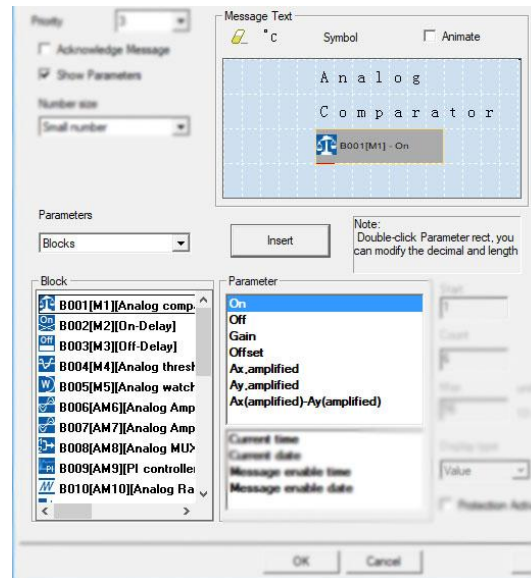 Priority
3
Acknowledge Message
Show Parameters
Number size
Small number
Message Text
°C
Symbol
Animate
Analog
Comparator
B001[M1] - On
Parameters
Blocks
Insert
Note:
Double-click Parameter rect, you
can modify the decimal and length
Block
B001[M1][Analog comp
B002[M2][On-Delay]
B003[M3][Off-Delay]
B004[M4][Analog thresh
B005[M5][Analog watch
B006[AM6][Analog Amp
B007[AM7][Analog Amp
B008[AM8][Analog MUX
B009[AM9][PI controller
B010[AM10][Analog Ra
Parameter
On
Off
Gain
Offset
Ax,amplified
Ay,amplified
Ax(amplified)-Ay(amplified)
Current time
Current date
Message enable time
Message enable date
Start
1
Count
Display type
Value
Protection Acti
OK
Cancel